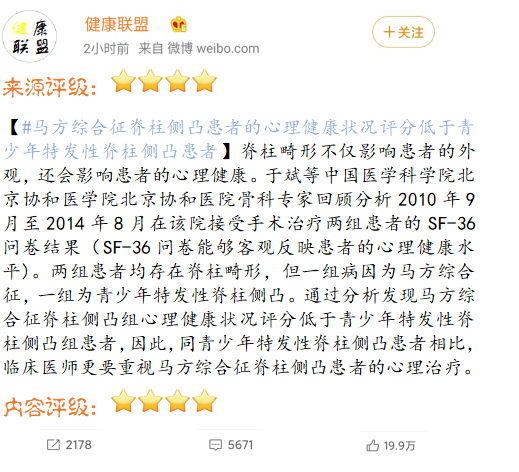 健康
联盟
健康联盟
+关注
2小时前 来自 微博 weibo.com
来源评级：
【#马方综合征脊柱侧凸患者的心理健康状况评分低于青
少年特发性脊柱侧凸患者】脊柱畸形不仅影响患者的外
观，还会影响患者的心理健康。于斌等中国医学科学院北
京协和医学院北京协和医院骨科专家回顾分析 2010 年 9
月至 2014 年 8 月在该院接受手术治疗两组患者的 SF-36
问卷结果（SF-36 问卷能够客观反映患者的心理健康水
平）。两组患者均存在脊柱畸形，但一组病因为马方综合
征，一组为青少年特发性脊柱侧凸。通过分析发现马方综
合征脊柱侧凸组心理健康状况评分低于青少年特发性脊
柱侧凸组患者，因此，同青少年特发性脊柱侧凸患者相比，
临床医师更要重视马方综合征脊柱侧凸患者的心理治疗。
内容评级：
2178 5671 19.9万